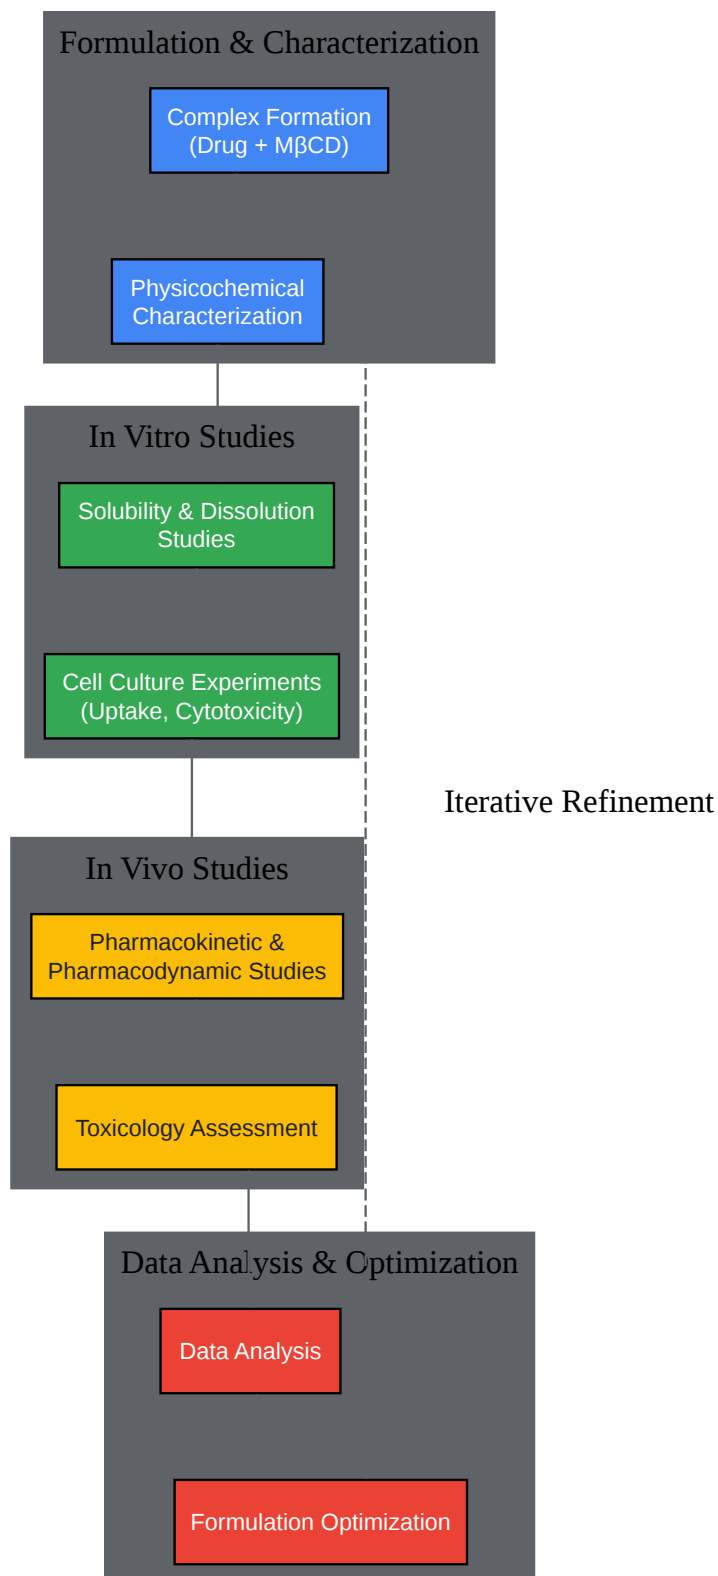 Formulation & Characterization
Complex Formation
(Drug + MβCD)
Physicochemical
Characterization
In Vitro Studies
Solubility & Dissolution
Studies
Cell Culture Experiments
(Uptake, Cytotoxicity)
Iterative Refinement
In Vivo Studies
Pharmacokinetic &
Pharmacodynamic Studies
Toxicology Assessment
Data Analysis & Optimization
Data Analysis
Formulation Optimization